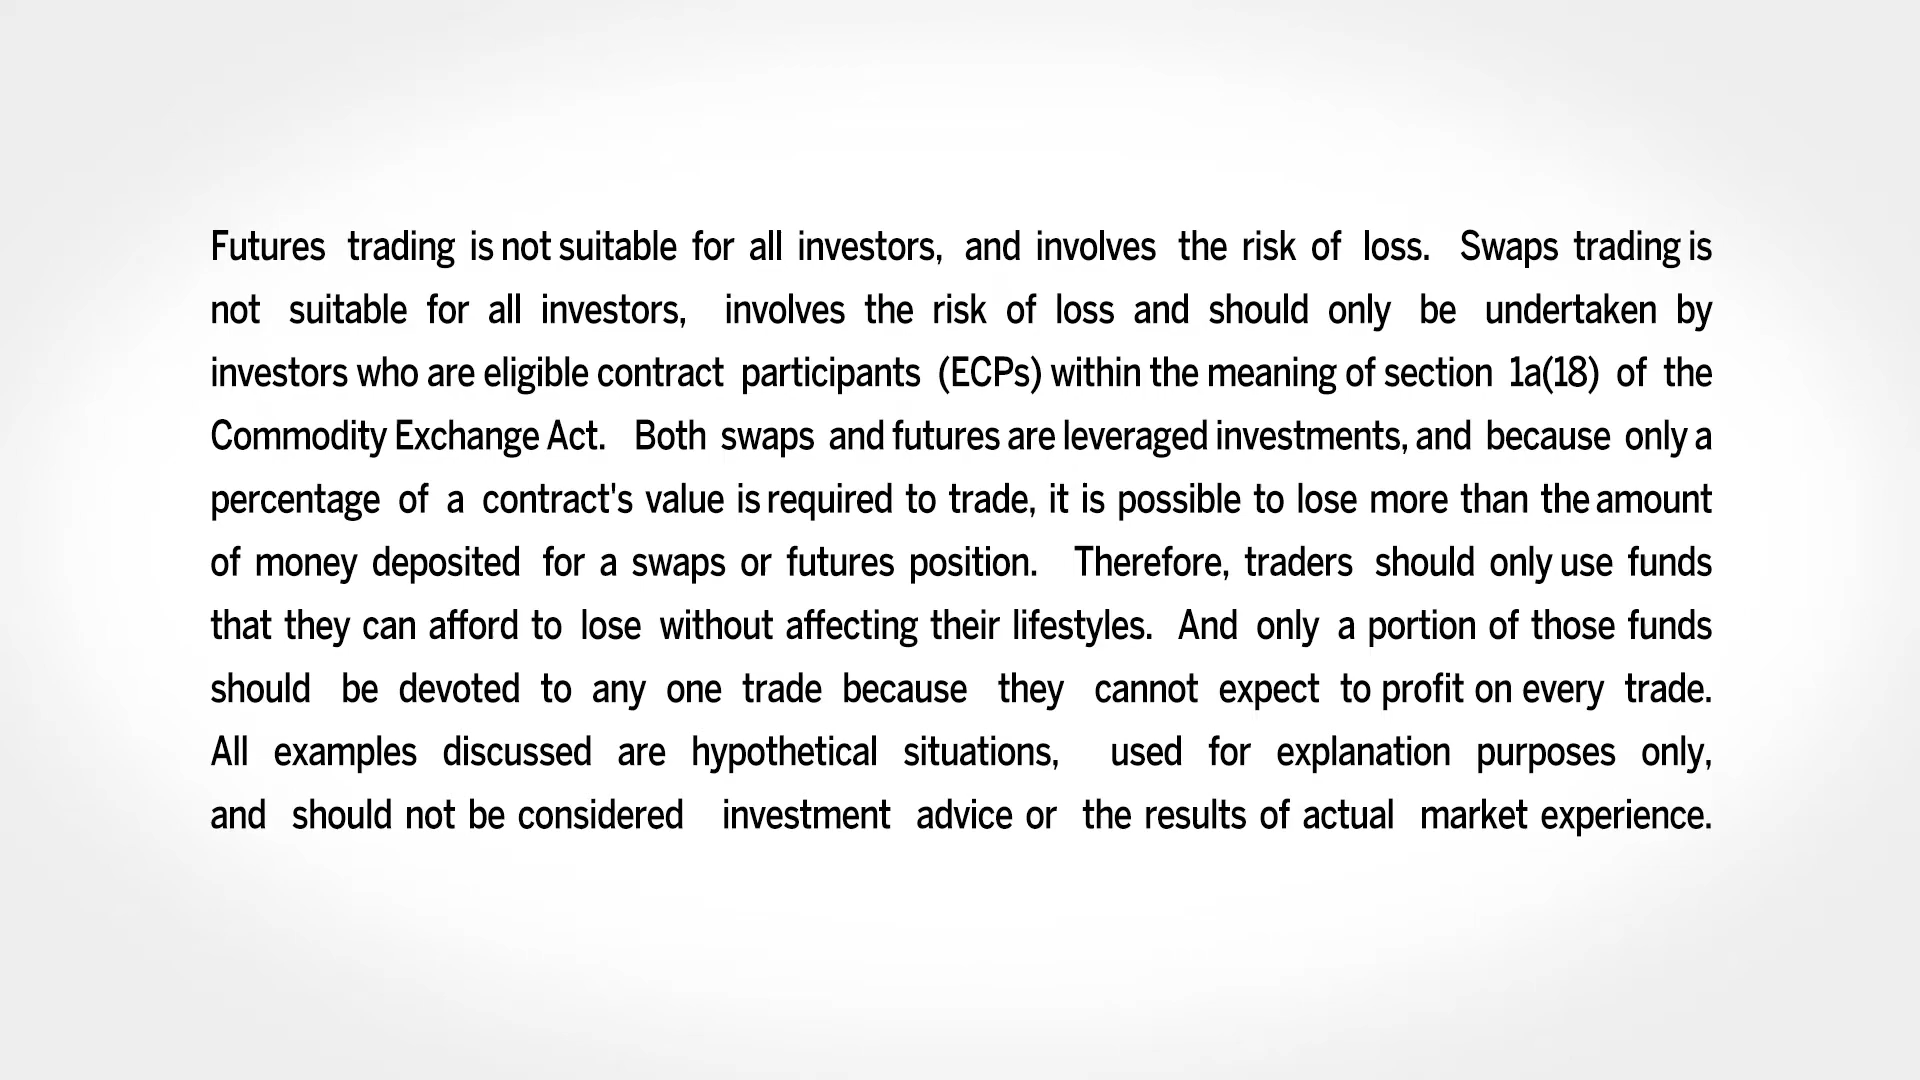 Futures trading is not suitable for all investors, and involves the risk of loss. Swaps trading is
not suitable for all investors, involves the risk of loss and should only be undertaken by
investors who are eligible contract participants (ECPs) within the meaning of section 1a(18) of the
Commodity Exchange Act. Both swaps and futures are leveraged investments, and because only a
percentage of a contract's value is required to trade, it is possible to lose more than the amount
of money deposited for a swaps or futures position. Therefore, traders should only use funds
that they can afford to lose without affecting their lifestyles. And only a portion of those funds
should be devoted to any one trade because they cannot expect to profit on every trade.
All examples discussed are hypothetical situations, used for explanation purposes only,
and should not be considered investment advice or the results of actual market experience.